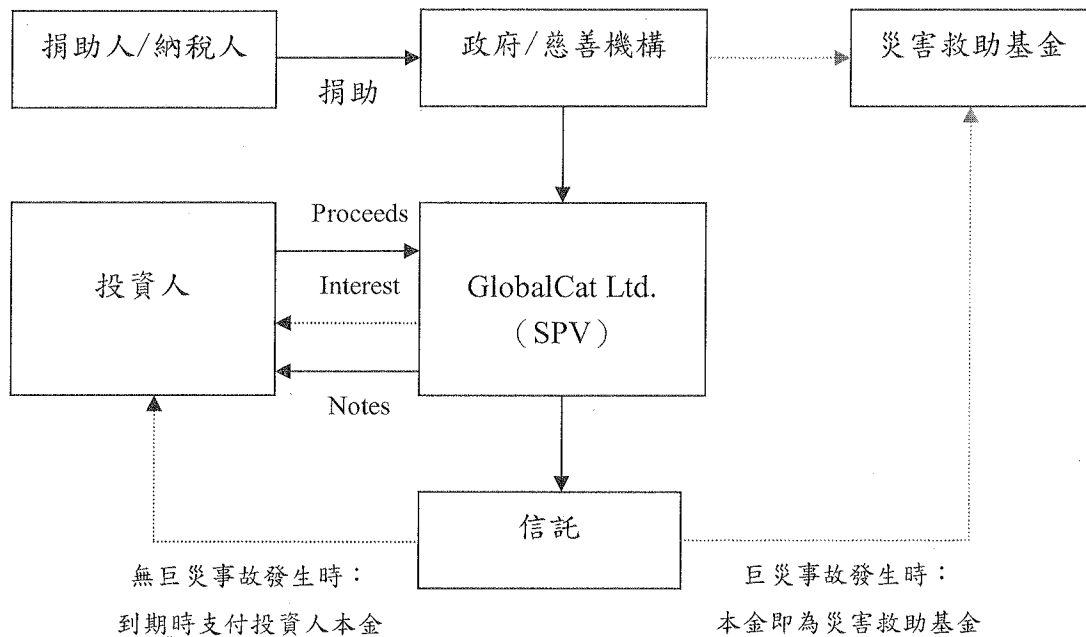 捐助人/納稅人
政府/慈善機構
災害救助基金
捐助
Proceeds
投資人
Interest
GlobalCat Ltd.
（SPV）
Notes
信託
無巨災事故發生時：
到期時支付投資人本金
巨災事故發生時：
本金即為災害救助基金